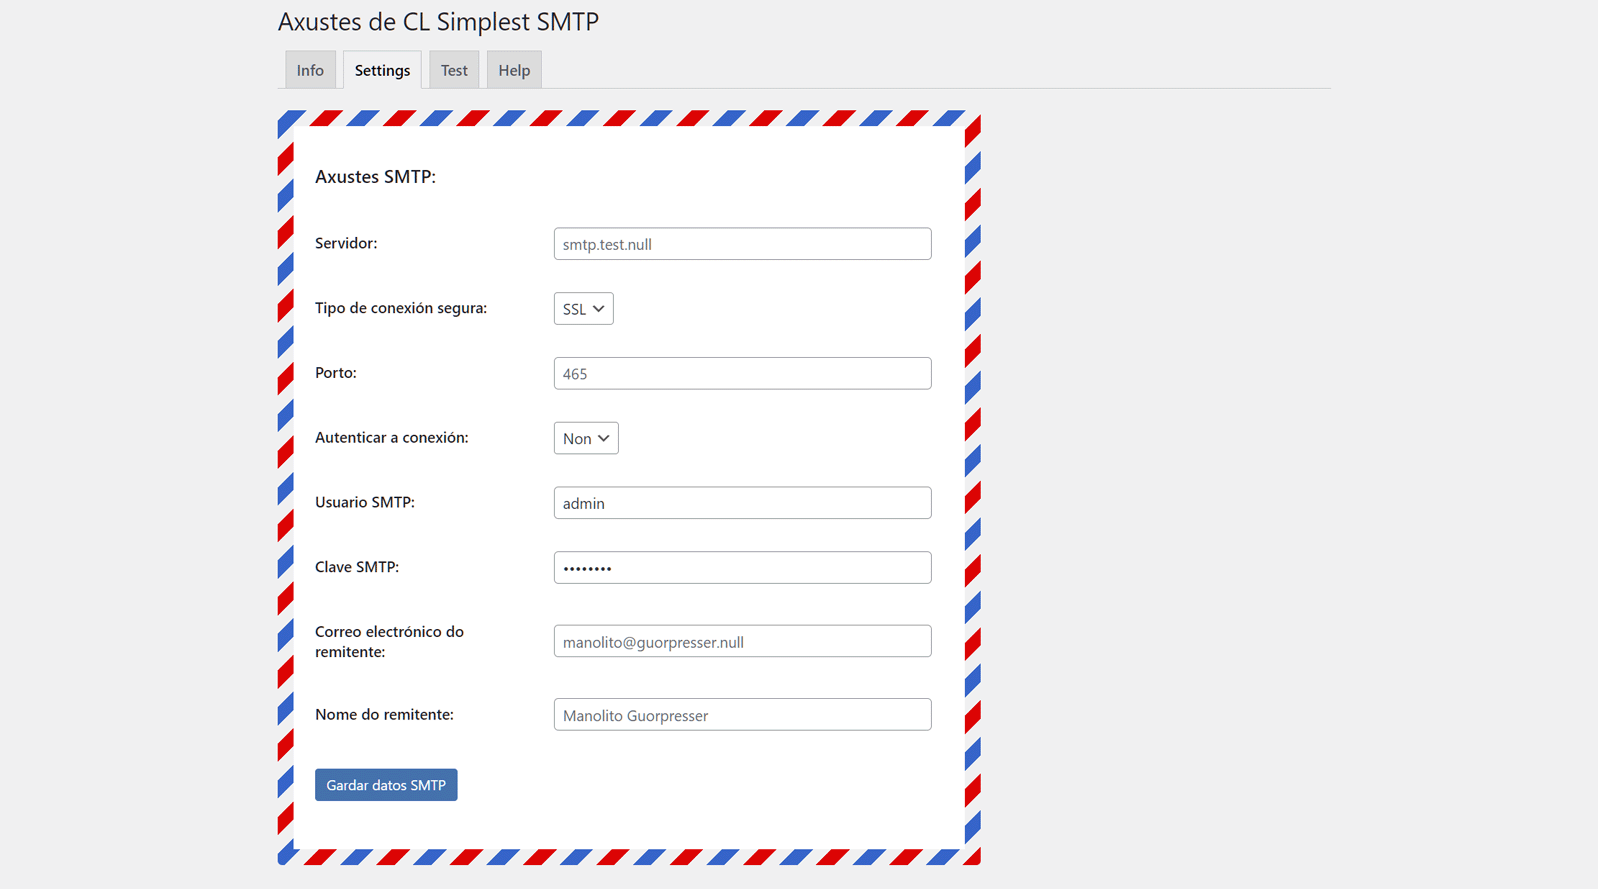 Axustes de CL Simplest SMTP
Info Settings Test Help
Axustes SMTP:
Servidor: smtp.test.null
Tipo de conexión segura: SSL
Porto: 465
Autenticar a conexión: Non
Usuario SMTP: admin
Clave SMTP: ••••••••
Correo electrónico do
remitente: manolito@guorpresser.null
Nome do remitente: Manolito Guorpresser
Gardar datos SMTP